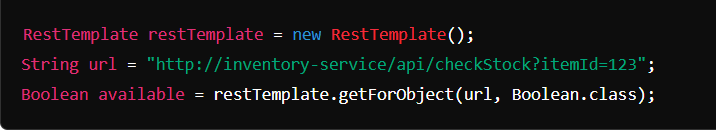 RestTemplate restTemplate = new RestTemplate();
String url = "http://inventory-service/api/checkStock?itemId=123";
Boolean available = restTemplate.getForObject(url, Boolean.class);